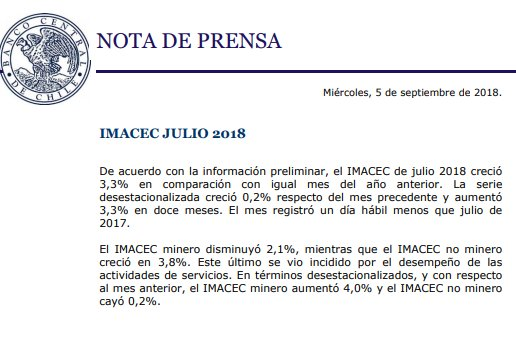 BANCO CENTRAL DE CHILE
NOTA DE PRENSA
Miércoles, 5 de septiembre de 2018.
IMACEC JULIO 2018
De acuerdo con la información preliminar, el IMACEC de julio 2018 creció
3,3% en comparación con igual mes del año anterior. La serie
desestacionalizada creció 0,2% respecto del mes precedente y aumentó
3,3% en doce meses. El mes registró un día hábil menos que julio de
2017.
El IMACEC minero disminuyó 2,1%, mientras que el IMACEC no minero
creció en 3,8%. Este último se vio incidido por el desempeño de las
actividades de servicios. En términos desestacionalizados, y con respecto
al mes anterior, el IMACEC minero aumentó 4,0% y el IMACEC no minero
cayó 0,2%.